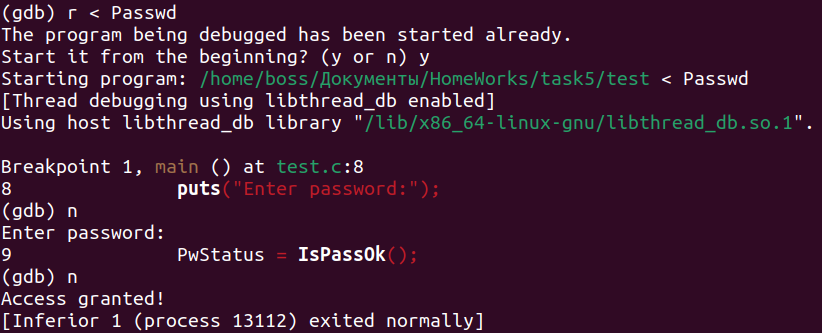 (gdb) r < Passwd
The program being debugged has been started already.
Start it from the beginning? (y or n) y
Starting program: /home/boss/Документы/HomeWorks/task5/test < Passwd
[Thread debugging using libthread_db enabled]
Using host libthread_db library "/lib/x86_64-linux-gnu/libthread_db.so.1".
Breakpoint 1, main () at test.c:8
8 puts("Enter password:");
(gdb) n
Enter password:
9 PwStatus = IsPassOk();
(gdb) n
Access granted!
[Inferior 1 (process 13112) exited normally]